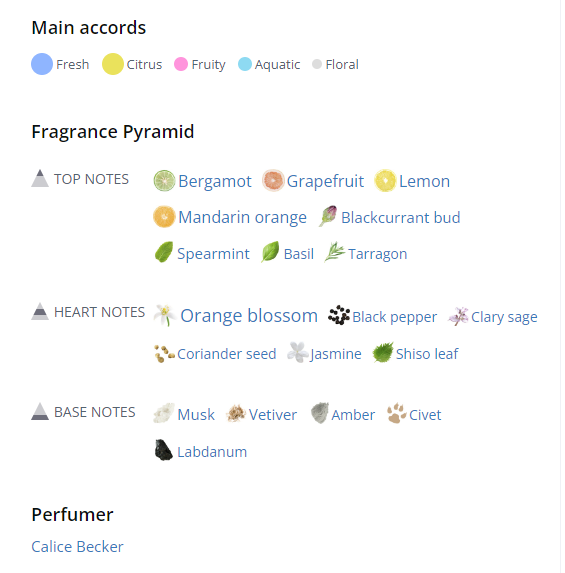 Main accords
Fresh Citrus Fruity Aquatic Floral
Fragrance Pyramid
TOP NOTES Bergamot Grapefruit Lemon
Mandarin orange Blackcurrant bud
Spearmint Basil Tarragon
HEART NOTES Orange blossom Black pepper Clary sage
Coriander seed Jasmine Shiso leaf
BASE NOTES Musk Vetiver Amber Civet
Labdanum
Perfumer
Calice Becker